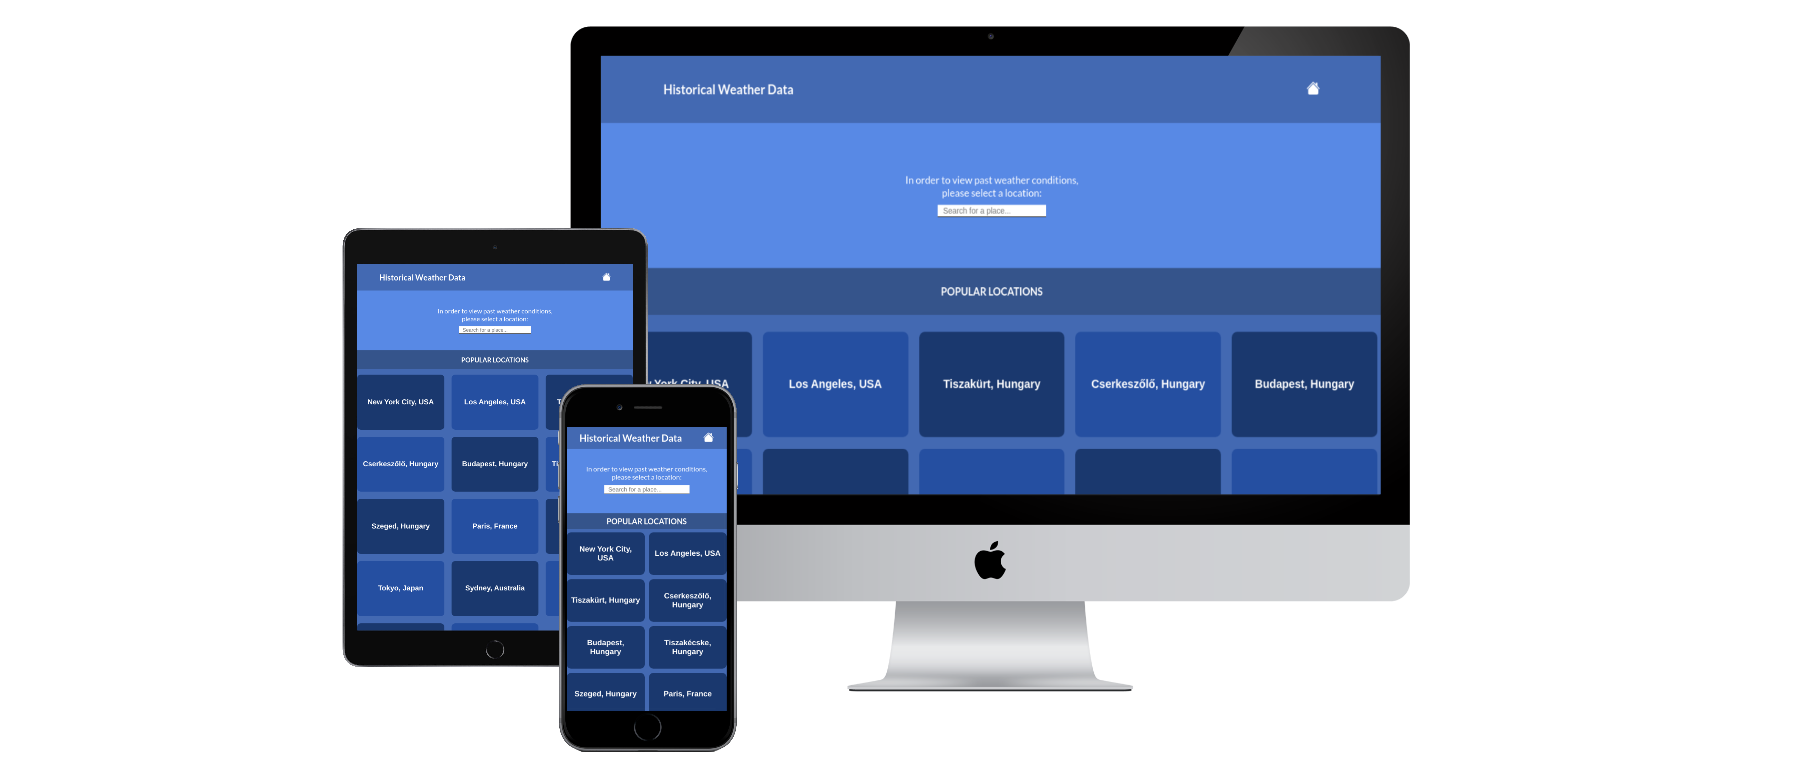 Historical Weather Data
In order to view past weather conditions,
please select a location:
Search for a place...
POPULAR LOCATIONS
York City, USA
Los Angeles, USA
Tiszakürt, Hungary
Cserkeszőlő, Hungary
Budapest, Hungary
Historical Weather Data
In order to view past weather conditions,
please select a location:
Search for a place...
POPULAR LOCATIONS
New York City, USA
Los Angeles, USA
Cserkeszőlő, Hungary
Budapest, Hungary
Szeged, Hungary
Paris, France
Tokyo, Japan
Sydney, Australia
Historical Weather Data
In order to view past weather conditions,
please select a location:
Search for a place...
POPULAR LOCATIONS
New York City,
USA
Los Angeles, USA
Tiszakürt, Hungary
Cserkeszőlő,
Hungary
Budapest,
Hungary
Tiszakécske,
Hungary
Szeged, Hungary
Paris, France